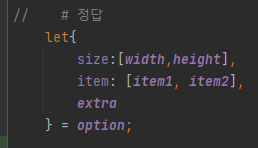 //    # 정답
let{
size:[width,height],
item: [item1, item2],
extra
} = option;